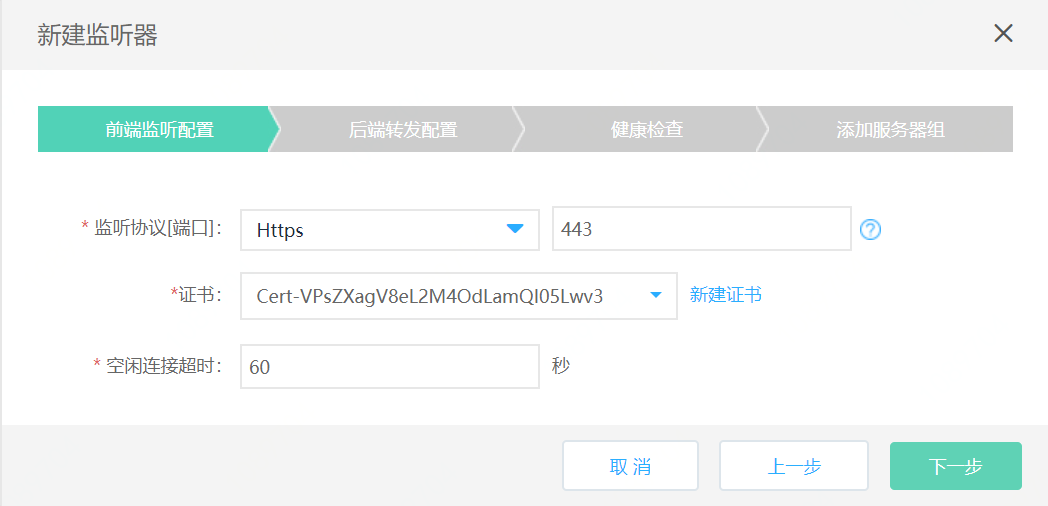 新建监听器
前端监听配置 后端转发配置 健康检查 添加服务器组
* 监听协议[端口]： Https 443 ?
*证书： Cert-VPsZXagV8eL2M4OdLamQl05Lwv3 新建证书
* 空闲连接超时： 60 秒
取 消 上一步 下一步